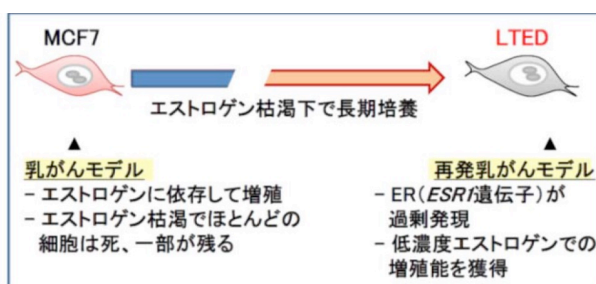 MCF7
LTED
エストロゲン枯渇下で長期培養
▲
▲
乳がんモデル
− エストロゲンに依存して増殖
− エストロゲン枯渇でほとんどの
細胞は死、一部が残る
再発乳がんモデル
− ER(ESR1遺伝子)が
過剰発現
− 低濃度エストロゲンでの
増殖能を獲得